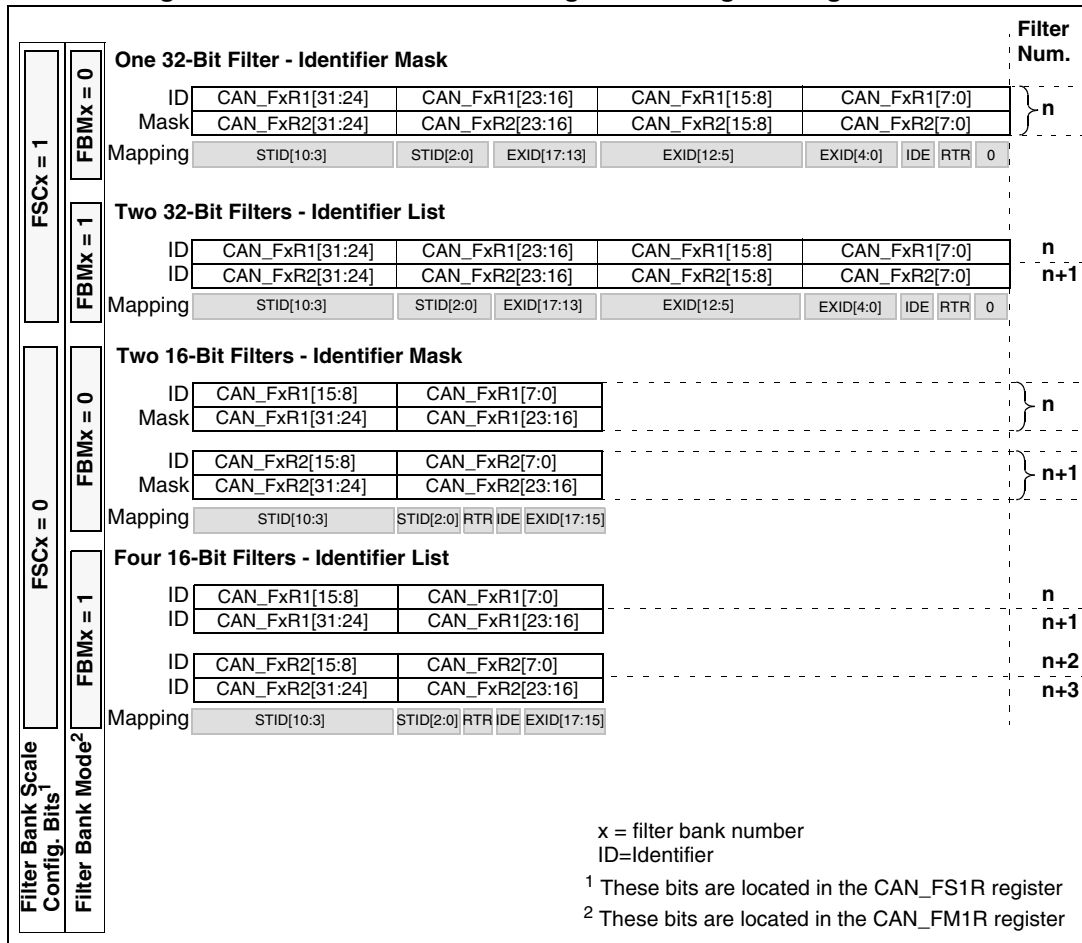 Filter
Num.
One 32-Bit Filter - Identifier Mask
ID CAN_FxR1[31:24] CAN_FxR1[23:16] CAN_FxR1[15:8] CAN_FxR1[7:0]
n
Mask CAN_FxR2[31:24] CAN_FxR2[23:16] CAN_FxR2[15:8] CAN_FxR2[7:0]
Mapping STID[10:3] STID[2:0] EXID[17:13] EXID[12:5] EXID[4:0] IDE RTR 0
FSCx = 1
FBMx = 0
Two 32-Bit Filters - Identifier List
ID CAN_FxR1[31:24] CAN_FxR1[23:16] CAN_FxR1[15:8] CAN_FxR1[7:0] n
ID CAN_FxR2[31:24] CAN_FxR2[23:16] CAN_FxR2[15:8] CAN_FxR2[7:0] n+1
Mapping STID[10:3] STID[2:0] EXID[17:13] EXID[12:5] EXID[4:0] IDE RTR 0
FBMx = 1
Two 16-Bit Filters - Identifier Mask
ID CAN_FxR1[15:8] CAN_FxR1[7:0]
n
Mask CAN_FxR1[31:24] CAN_FxR1[23:16]
ID CAN_FxR2[15:8] CAN_FxR2[7:0]
n+1
Mask CAN_FxR2[31:24] CAN_FxR2[23:16]
Mapping STID[10:3] STID[2:0] RTR IDE EXID[17:15]
FSCx = 0
FBMx = 0
Four 16-Bit Filters - Identifier List
ID CAN_FxR1[15:8] CAN_FxR1[7:0] n
ID CAN_FxR1[31:24] CAN_FxR1[23:16] n+1
ID CAN_FxR2[15:8] CAN_FxR2[7:0] n+2
ID CAN_FxR2[31:24] CAN_FxR2[23:16] n+3
Mapping STID[10:3] STID[2:0] RTR IDE EXID[17:15]
FBMx = 1
Filter Bank Scale
Config. Bits1
Filter Bank Mode2
x = filter bank number
ID=Identifier
1 These bits are located in the CAN_FS1R register
2 These bits are located in the CAN_FM1R register